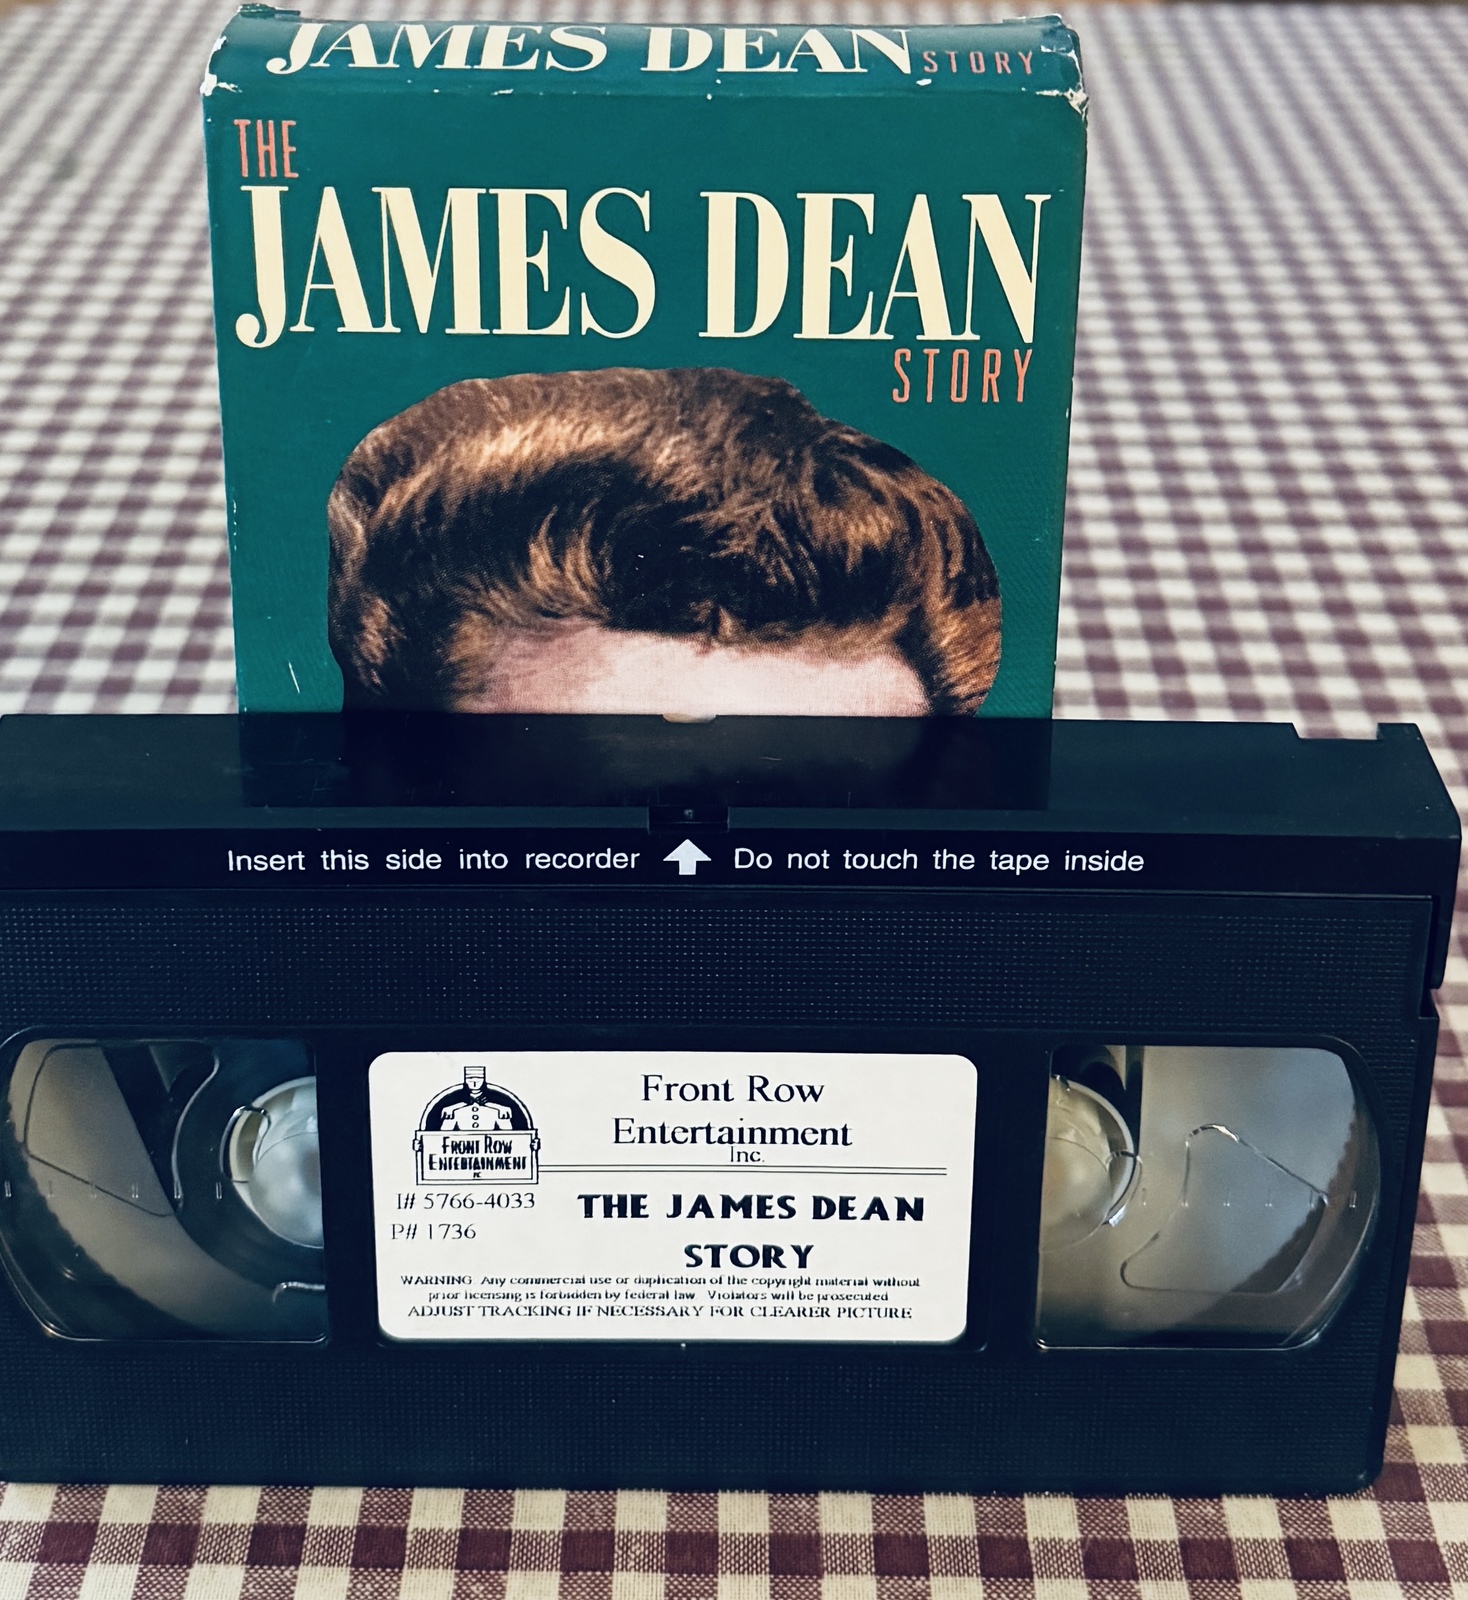 JAMES DEAN STORY
THE
JAMES DEAN
STORY
Insert this side into recorder Do not touch the tape inside
FRONT ROW
ENTERTAINMENT
Front Row
Entertainment
Inc.
I# 5766-4033
P# 1736
THE JAMES DEAN
STORY
WARNING Any commercial use or duplication of the copyright material without
prior licensing is forbidden by federal law. Violators will be prosecuted
ADJUST TRACKING IF NECESSARY FOR CLEARER PICTURE